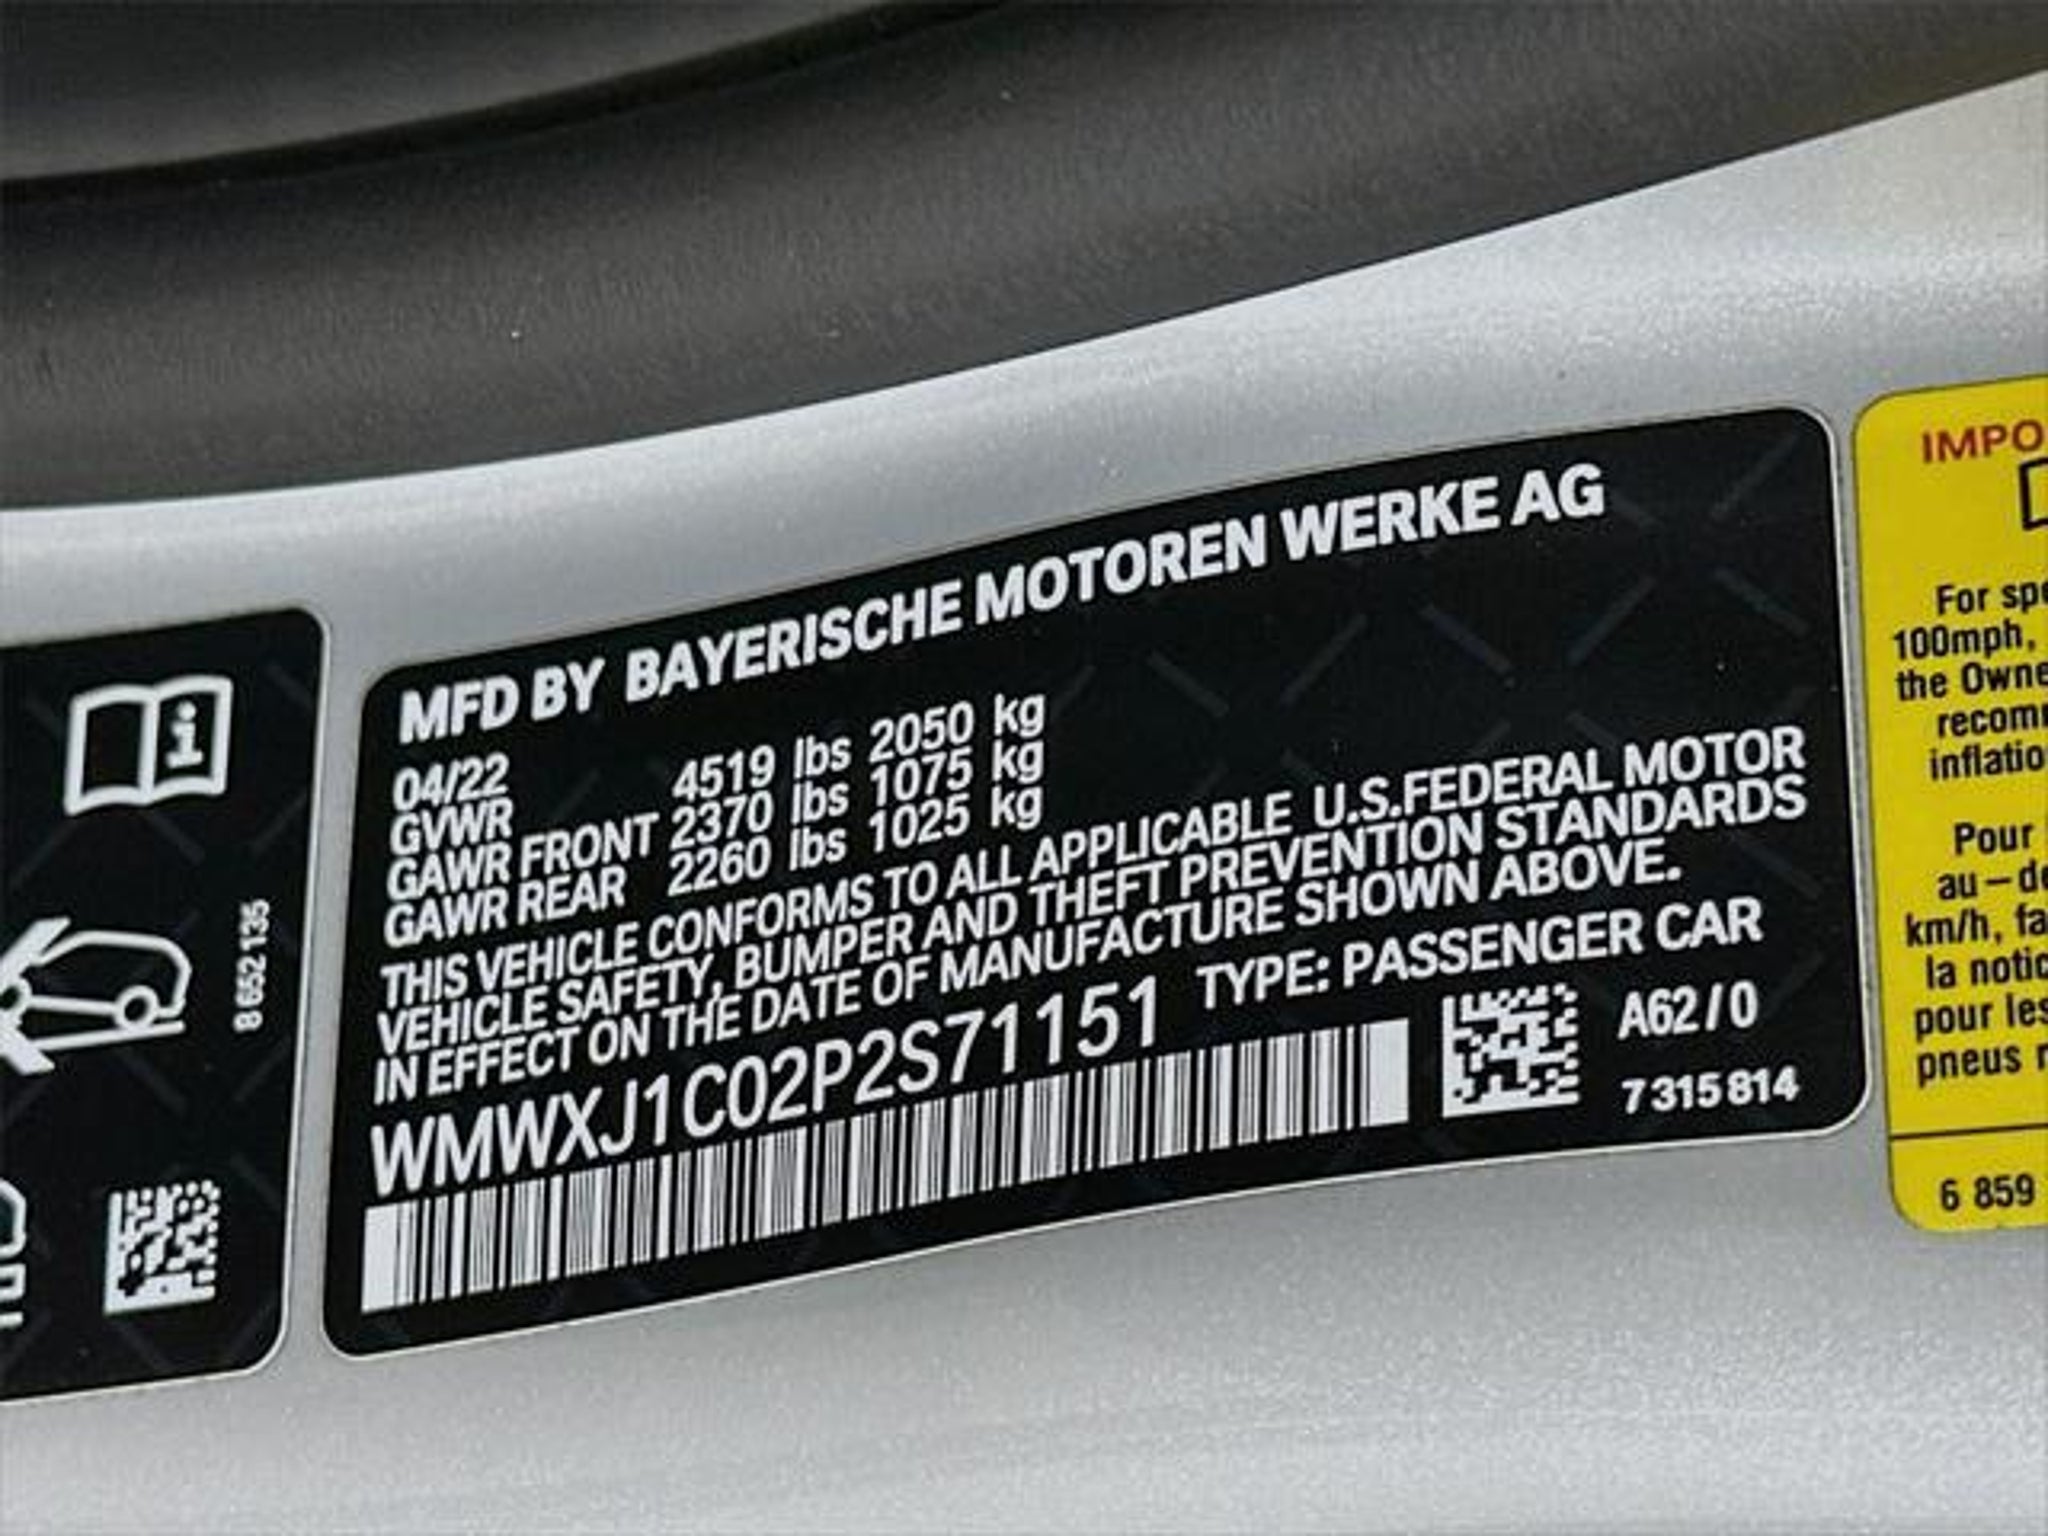 MFD BY BAYERISCHE MOTOREN WERKE AG
04/22
GVWR 4519 lbs 2050 kg
GAWR FRONT 2370 lbs 1075 kg
GAWR REAR 2260 lbs 1025 kg
THIS VEHICLE CONFORMS TO ALL APPLICABLE U.S.FEDERAL MOTOR
VEHICLE SAFETY, BUMPER AND THEFT PREVENTION STANDARDS
IN EFFECT ON THE DATE OF MANUFACTURE SHOWN ABOVE.
WMWXJ1C02P2S71151 TYPE: PASSENGER CAR
A62/0
7315814
8652135
IMPO
For spe
100mph,
the Owne
recom
inflatio
Pour
au-de
km/h, fa
la notic
pour les
pneus
6 859